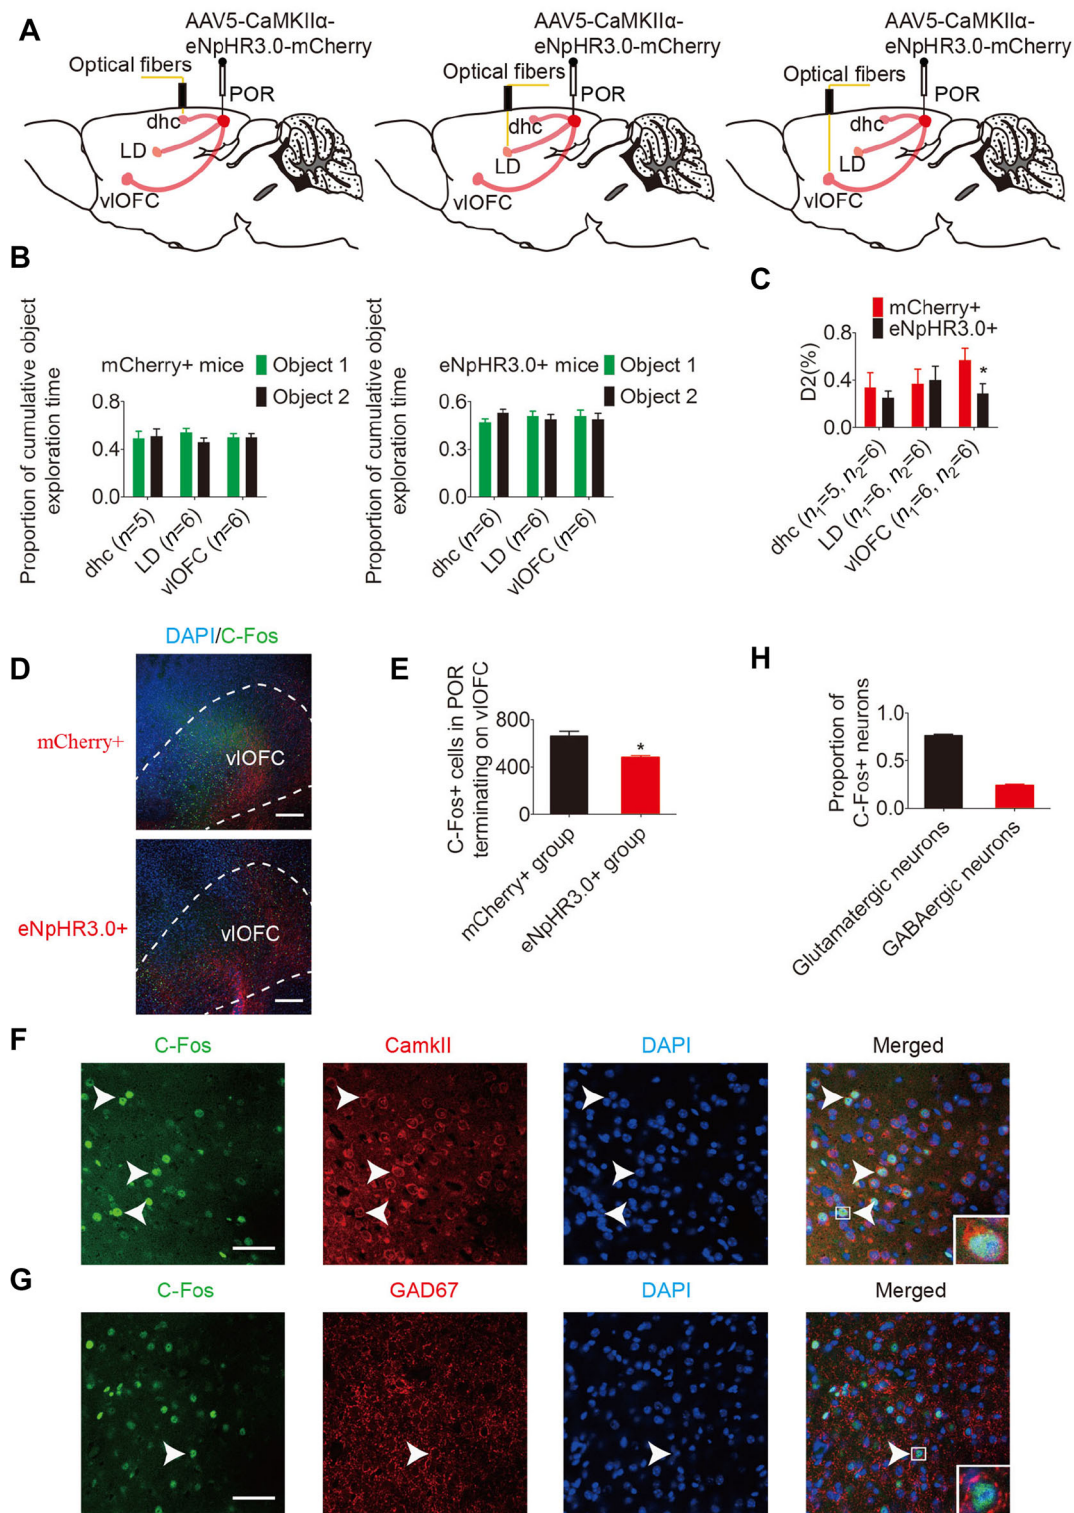 A
AAV5-CaMKIIα-
eNpHR3.0-mCherry
Optical fibers
POR
dhc
LD
vlOFC
AAV5-CaMKIIα-
eNpHR3.0-mCherry
Optical fibers
POR
dhc
LD
vlOFC
AAV5-CaMKIIα-
eNpHR3.0-mCherry
Optical fibers
POR
dhc
LD
vlOFC
B
Proportion of cumulative object
exploration time
mCherry+ mice
Object 1
Object 2
0.8
0.4
0.0
dhc (n=5)
LD (n=6)
vlOFC (n=6)
Proportion of cumulative object
exploration time
eNpHR3.0+ mice
Object 1
Object 2
0.6
0.3
0.0
dhc (n=6)
LD (n=6)
vlOFC (n=6)
C
mCherry+
eNpHR3.0+
D2(%)
0.8
0.4
0.0
*
dhc (n1=5, n2=6)
LD (n1=6, n2=6)
vlOFC (n1=6, n2=6)
D
DAPI/C-Fos
mCherry+
vlOFC
eNpHR3.0+
vlOFC
E
C-Fos+ cells in POR
terminating on vlOFC
800
400
0
*
mCherry+ group
eNpHR3.0+ group
H
Proportion of
C-Fos+ neurons
1.0
0.5
0.0
Glutamatergic neurons
GABAergic neurons
F
C-Fos
CamkII
DAPI
Merged
G
C-Fos
GAD67
DAPI
Merged